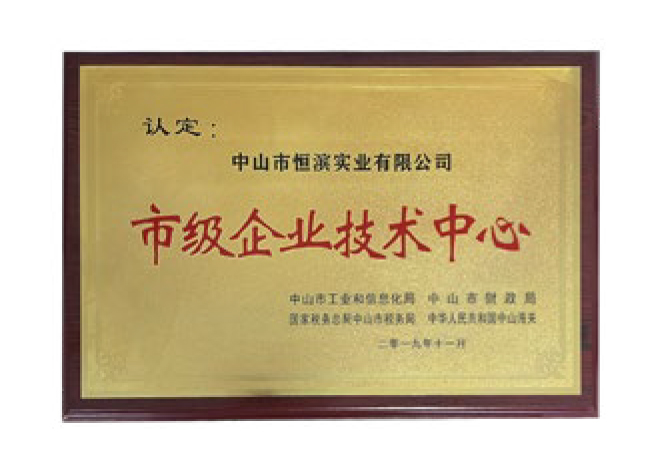 认定：
中山市恒滨实业有限公司
市级企业技术中心
中山市工业和信息化局 中山市财政局
国家税务总局中山市税务局 中华人民共和国中山海关
二零一九年十一月